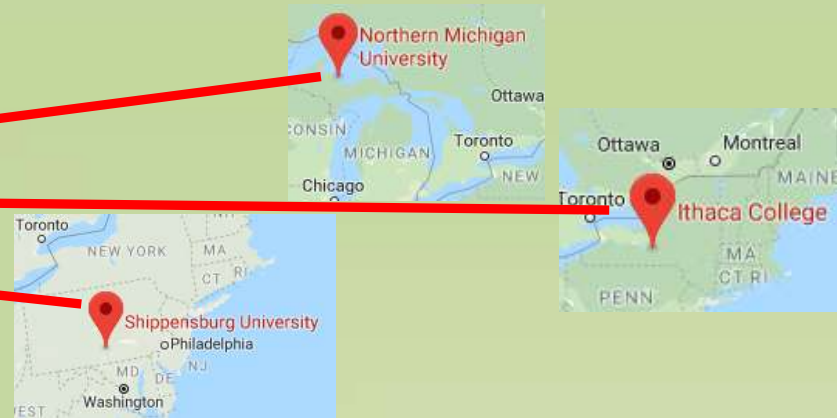 Northern Michigan
University
Ottawa
CONSIN
MICHIGAN
Toronto
NEW
Chicago
Ottawa
Montreal
MAINE
Toronto
Ithaca College
MA
CT RI
PENN
Toronto
NEW YORK
MA
CT RI
Shippensburg University
Philadelphia
MD
DE
NJ
Washington
EST